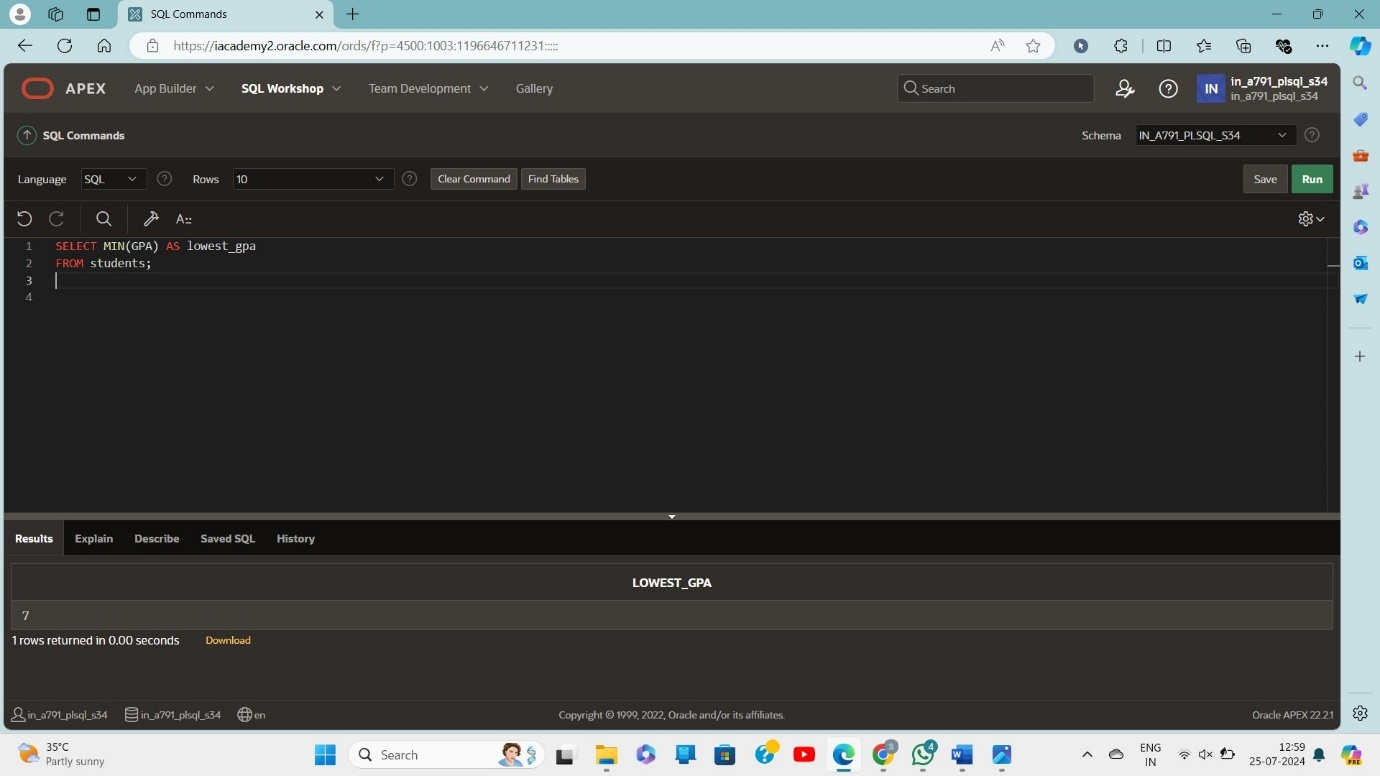 SQL Commands
https://iacademy2.oracle.com/ords/f?p=4500:1003:1196646711231:::::
APEX App Builder SQL Workshop Team Development Gallery Search IN in_a791_plsql_s34
in_a791_plsql_s34
SQL Commands Schema IN_A791_PLSQL_S34
Language SQL Rows 10 Clear Command Find Tables Save Run
1 SELECT MIN(GPA) AS lowest_gpa
2 FROM students;
3
4
Results Explain Describe Saved SQL History
LOWEST_GPA
7
1 rows returned in 0.00 seconds Download
in_a791_plsql_s34 in_a791_plsql_s34 en Copyright © 1999, 2022, Oracle and/or its affiliates. Oracle APEX 22.2.1
35°C
Partly sunny
Search
4
ENG
IN
12:59
25-07-2024
PRE